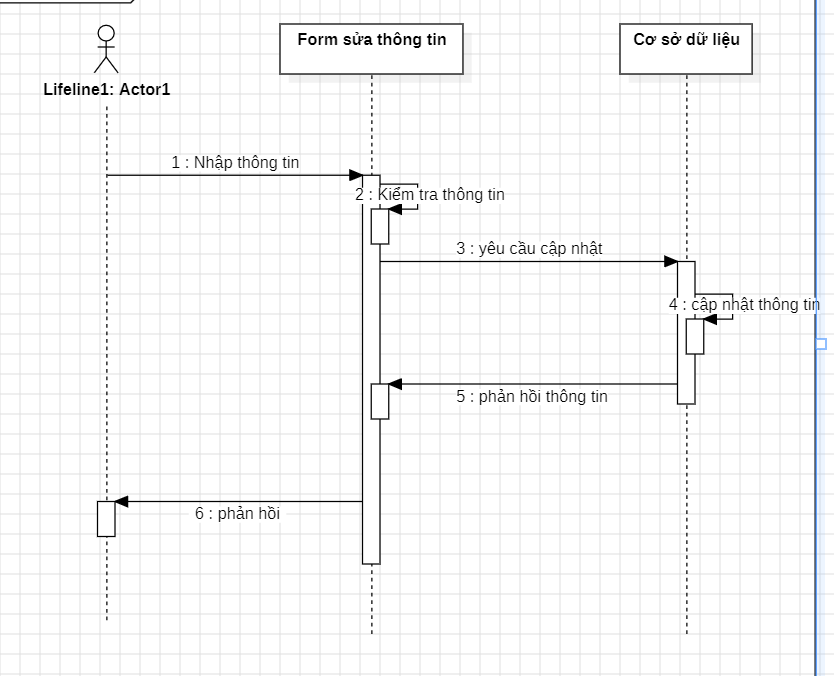 Form sửa thông tin
Cơ sở dữ liệu
Lifeline1: Actor1
1 : Nhập thông tin
2 : Kiểm tra thông tin
3 : yêu cầu cập nhật
4 : cập nhật thông tin
5 : phản hồi thông tin
6 : phản hồi